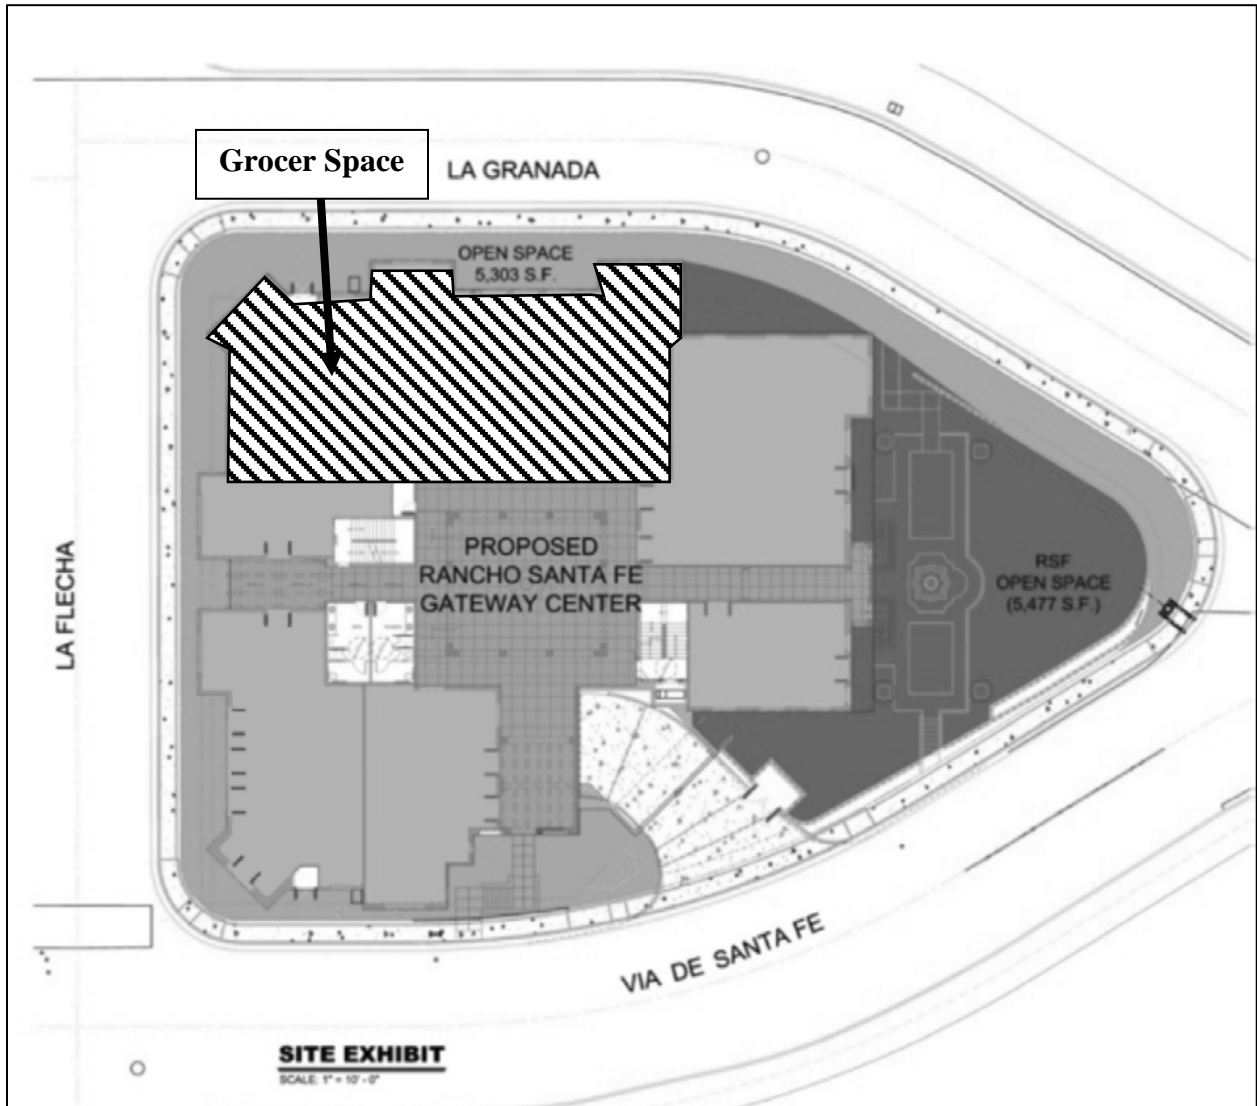 Grocer Space
LA GRANADA
OPEN SPACE
5,303 S.F.
PROPOSED
RANCHO SANTA FE
GATEWAY CENTER
RSF
OPEN SPACE
(5,477 S.F.)
LA FLECHA
VIA DE SANTA FE
SITE EXHIBIT
SCALE: 1" = 10' - 0"